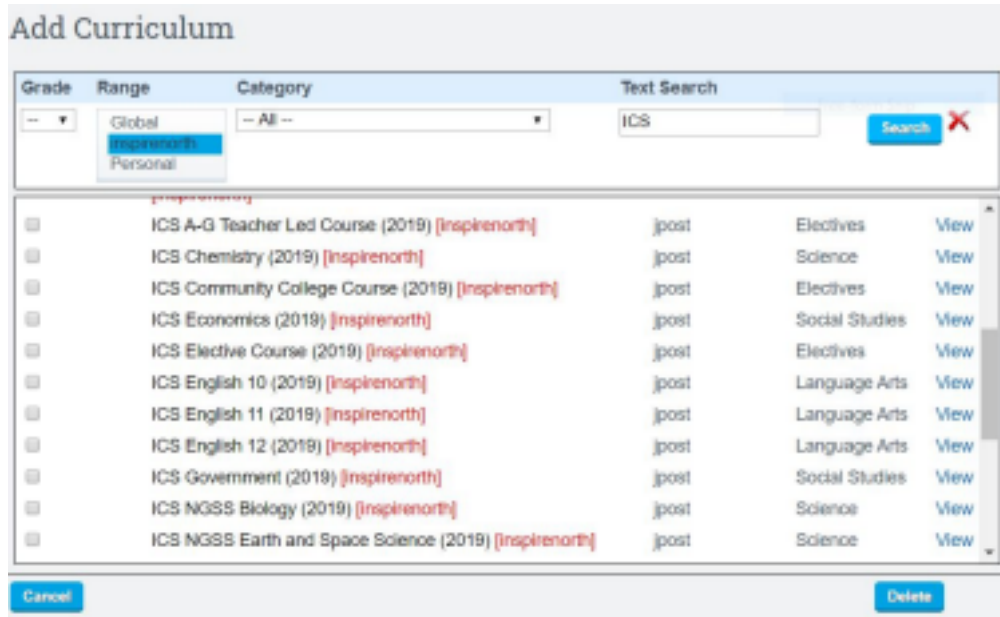 Add Curriculum
Grade Range Category Text Search
-- Global -- All -- ICS Search
inspirenorth
Personal
[inspirenorth]
ICS A-G Teacher Led Course (2019) [inspirenorth] jpost Electives View
ICS Chemistry (2019) [inspirenorth] jpost Science View
ICS Community College Course (2019) [inspirenorth] jpost Electives View
ICS Economics (2019) [inspirenorth] jpost Social Studies View
ICS Elective Course (2019) [inspirenorth] jpost Electives View
ICS English 10 (2019) [inspirenorth] jpost Language Arts View
ICS English 11 (2019) [inspirenorth] jpost Language Arts View
ICS English 12 (2019) [inspirenorth] jpost Language Arts View
ICS Government (2019) [inspirenorth] jpost Social Studies View
ICS NGSS Biology (2019) [inspirenorth] jpost Science View
ICS NGSS Earth and Space Science (2019) [inspirenorth] jpost Science View
Cancel Delete